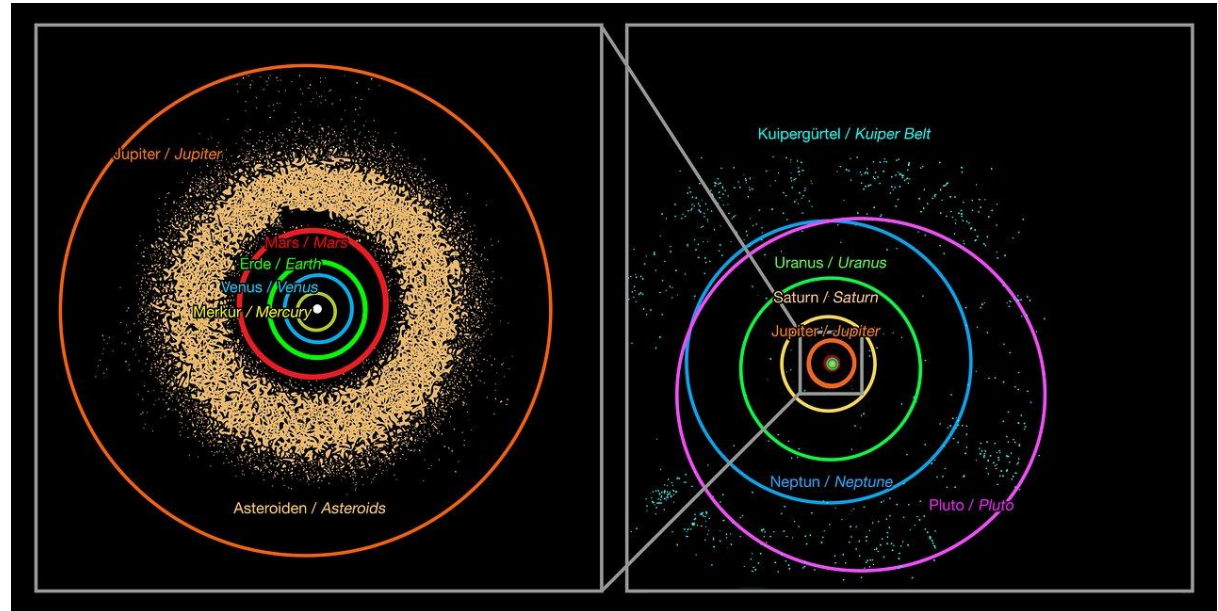 Jupiter / Jupiter
Mars / Mars
Erde / Earth
Venus / Venus
Merkur / Mercury
Asteroiden / Asteroids
Kuipergürtel / Kuiper Belt
Uranus / Uranus
Saturn / Saturn
Jupiter / Jupiter
Neptun / Neptune
Pluto / Pluto